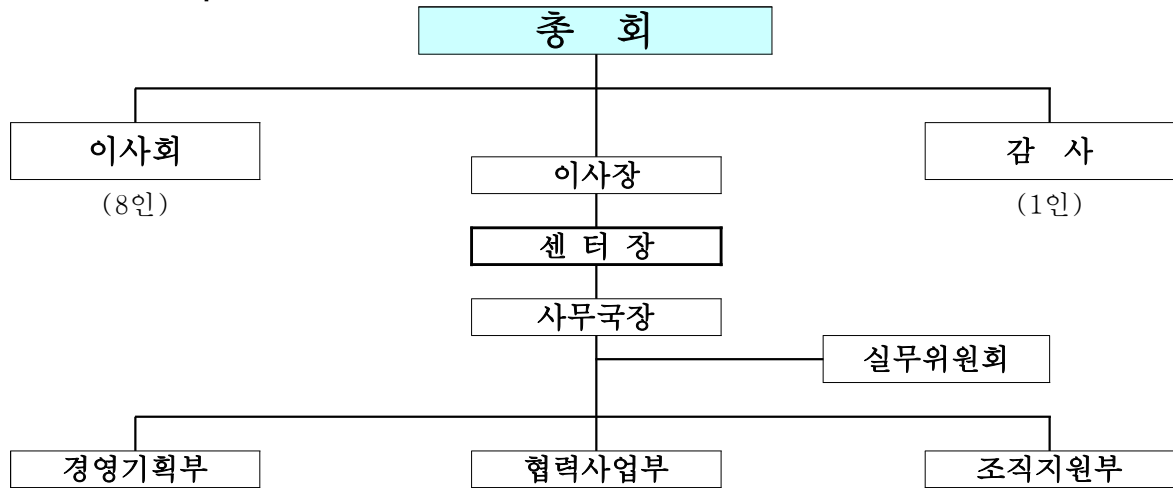 총 회
이사회
(8인)
이사장
감 사
(1인)
센 터 장
사무국장
실무위원회
경영기획부
협력사업부
조직지원부